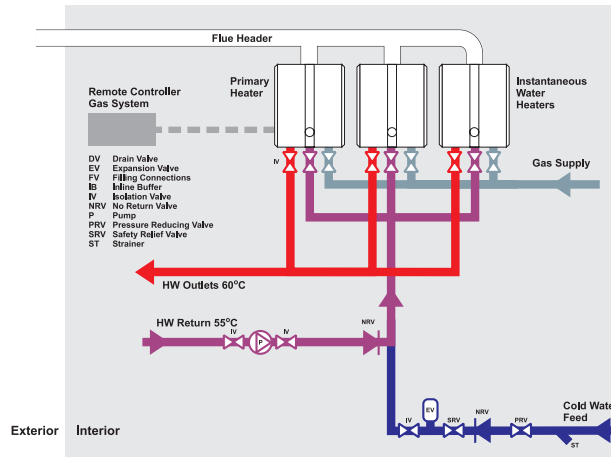 Flue Header
Primary
Heater
Instantaneous
Water
Heaters
Remote Controller
Gas System
DV Drain Valve
EV Expansion Valve
FV Filling Connections
IB Inline Buffer
IV Isolation Valve
NRV No Return Valve
P Pump
PRV Pressure Reducing Valve
SRV Safety Relief Valve
ST Strainer
IV
Gas Supply
HW Outlets 60°C
HW Return 55°C
IV
P
IV
NRV
Cold Water
Feed
IV
EV
SRV
NRV
PRV
ST
Exterior
Interior